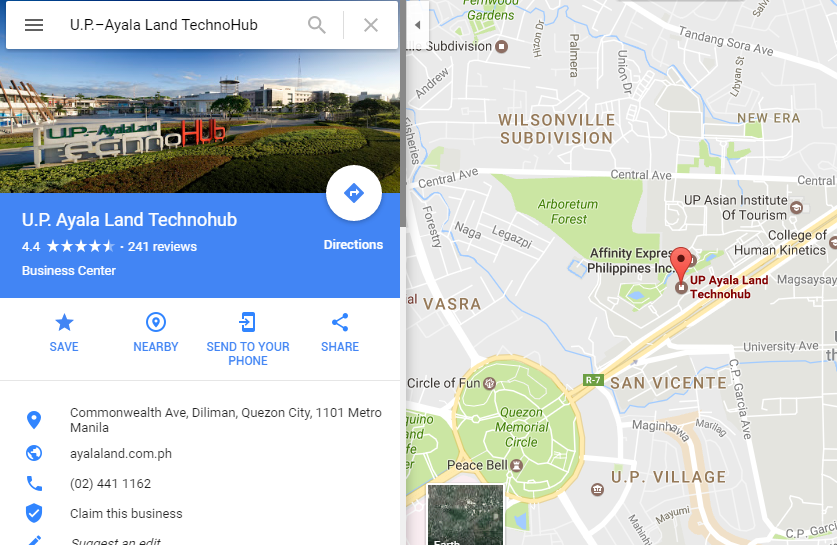 U.P.–Ayala Land TechnoHub
U.P.-AyalaLand
TechnoHub
U.P. Ayala Land Technohub
4.4
· 241 reviews
Business Center
Directions
SAVE
NEARBY
SEND TO YOUR
PHONE
SHARE
Commonwealth Ave, Diliman, Quezon City, 1101 Metro
Manila
ayalaland.com.ph
(02) 441 1162
Claim this business
Suggest an edit
Fernwood
Gardens
Subdivision
Andrew
Hizon Dr
Palmera
Union Dr
Tandang Sora Ave
Libyan St
WILSONVILLE
SUBDIVISION
NEW ERA
Central Ave
Central Ave
Arboretum
Forest
UP Asian Institute
Of Tourism
College of
Human Kinetics
Forestry
Naga
Legazpi
Affinity Express
Philippines Inc.
UP Ayala Land
Technohub
Magsaysay
VASRA
University Ave
Circle of Fun
R-7
SAN VICENTE
C.P. Garcia Ave
C.P. Garcia Ave
Quezon
Memorial
Circle
Maginhawa
Marilag
Peace Bell
U.P. VILLAGE
Mahiyain
Mayumi
Earth